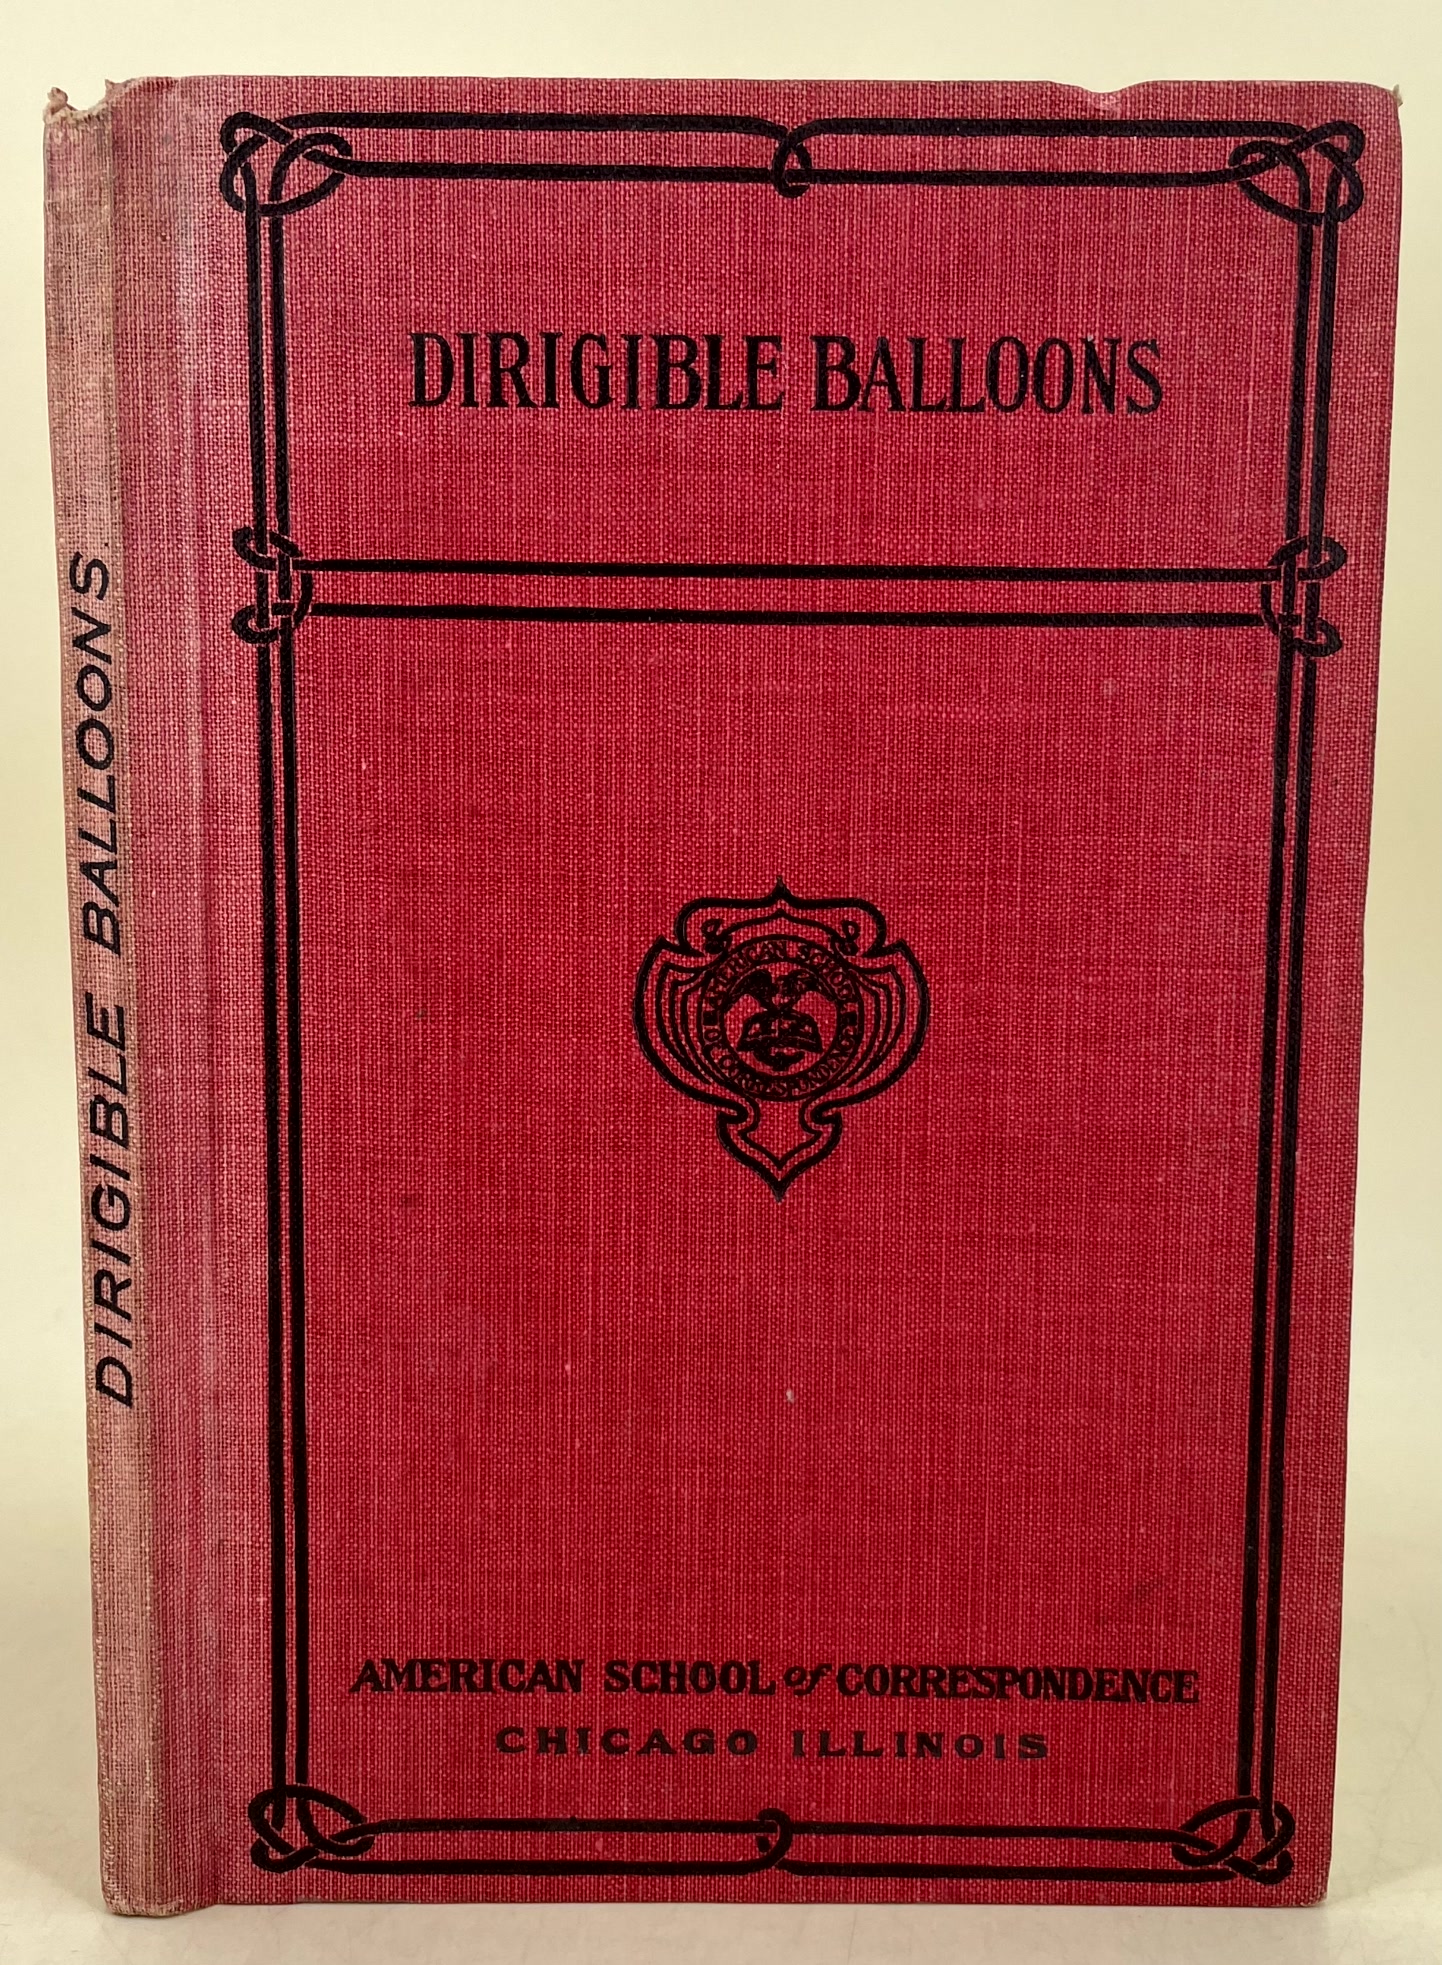 DIRIGIBLE BALLOONS.
DIRIGIBLE BALLOONS
AMERICAN SCHOOL OF CORRESPONDENCE
AMERICAN SCHOOL of CORRESPONDENCE
CHICAGO ILLINOIS